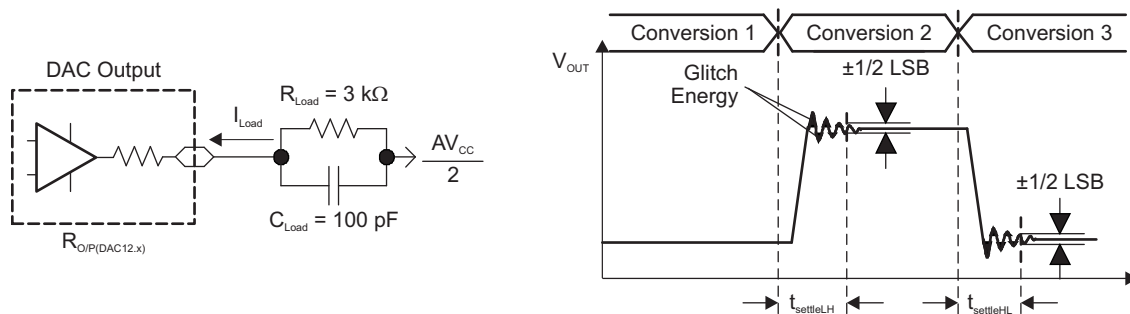 DAC Output
I_Load
R_Load = 3 kΩ
AV_CC
2
C_Load = 100 pF
R_O/P(DAC12.x)
Conversion 1
Conversion 2
Conversion 3
V_OUT
Glitch
Energy
±1/2 LSB
±1/2 LSB
t_settleLH
t_settleHL